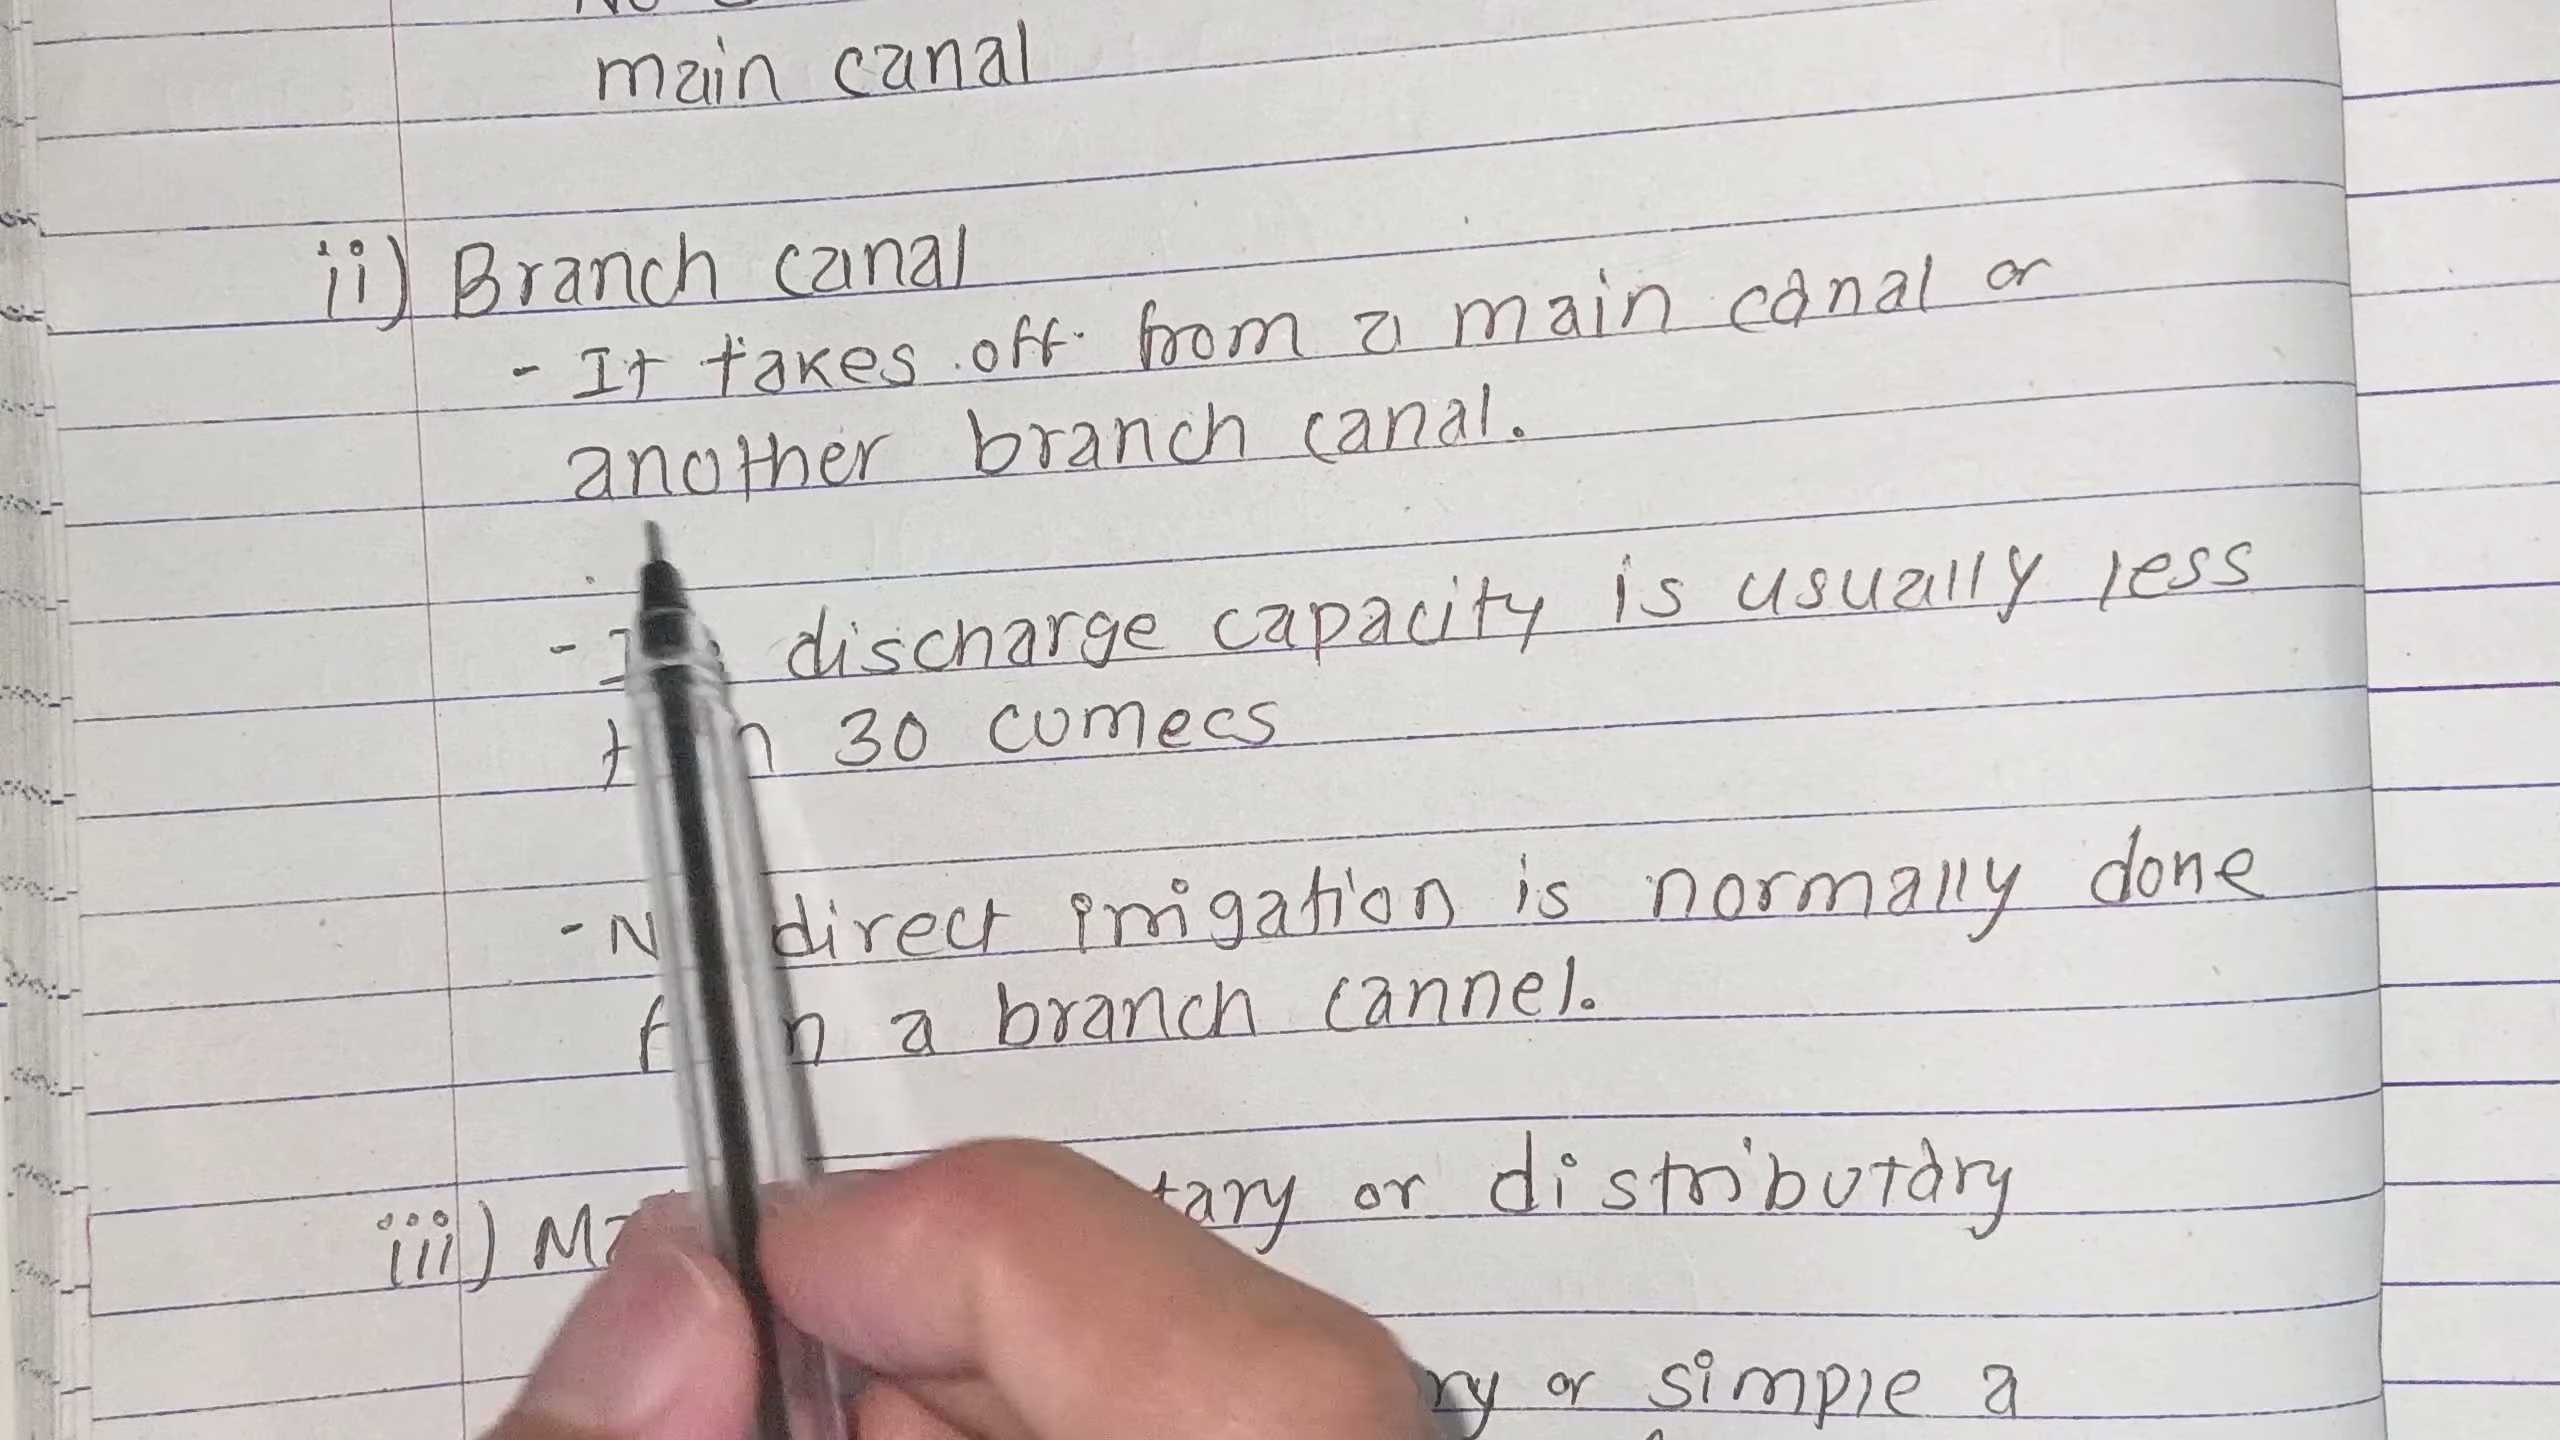 main canal
ii) Branch canal
- It takes off from a main canal or
another branch canal.
- discharge capacity is usually less
30 cumecs
- direct irrigation is normally done
a branch cannel.
iii) or distributary
or simple a